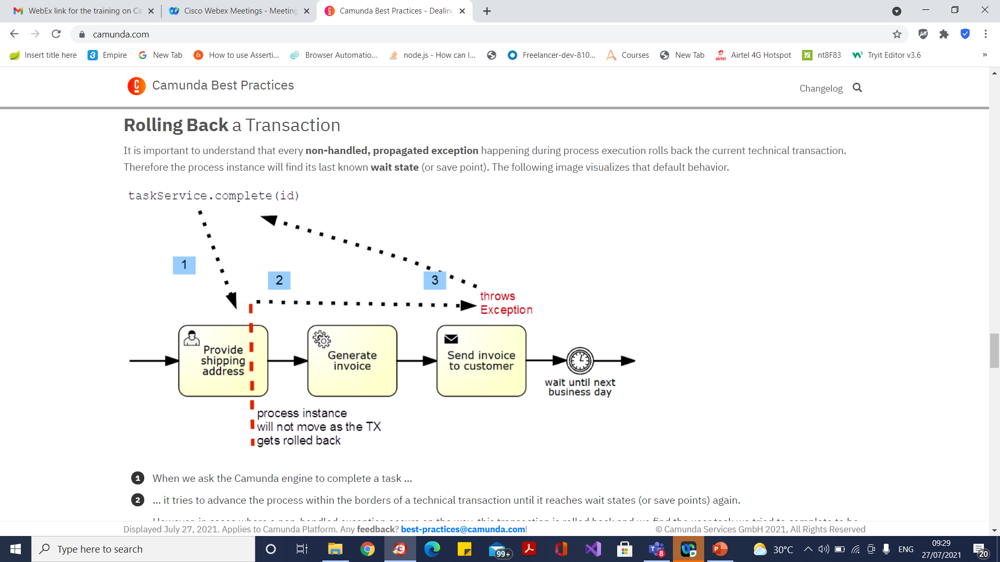 WebEx link for the training on Ca
Cisco Webex Meetings - Meeting
Camunda Best Practices - Dealing
camunda.com
Insert title here
Empire
New Tab
How to use Asserti...
Browser Automatio...
node.js - How can I...
Freelancer-dev-810...
Courses
New Tab
Airtel 4G Hotspot
nt8F83
Tryit Editor v3.6
»
Camunda Best Practices
Changelog
Rolling Back a Transaction
It is important to understand that every non-handled, propagated exception happening during process execution rolls back the current technical transaction.
Therefore the process instance will find its last known wait state (or save point). The following image visualizes that default behavior.
taskService.complete(id)
1
2
3
throws
Exception
Provide
shipping
address
Generate
invoice
Send invoice
to customer
wait until next
business day
process instance
will not move as the TX
gets rolled back
1 When we ask the Camunda engine to complete a task ...
2 ... it tries to advance the process within the borders of a technical transaction until it reaches wait states (or save points) again.
Displayed July 27, 2021. Applies to Camunda Platform. Any feedback? best-practices@camunda.com!
© Camunda Services GmbH 2021, All Rights Reserved
Type here to search
99+
8
30°C
ENG
09:29
27/07/2021
20